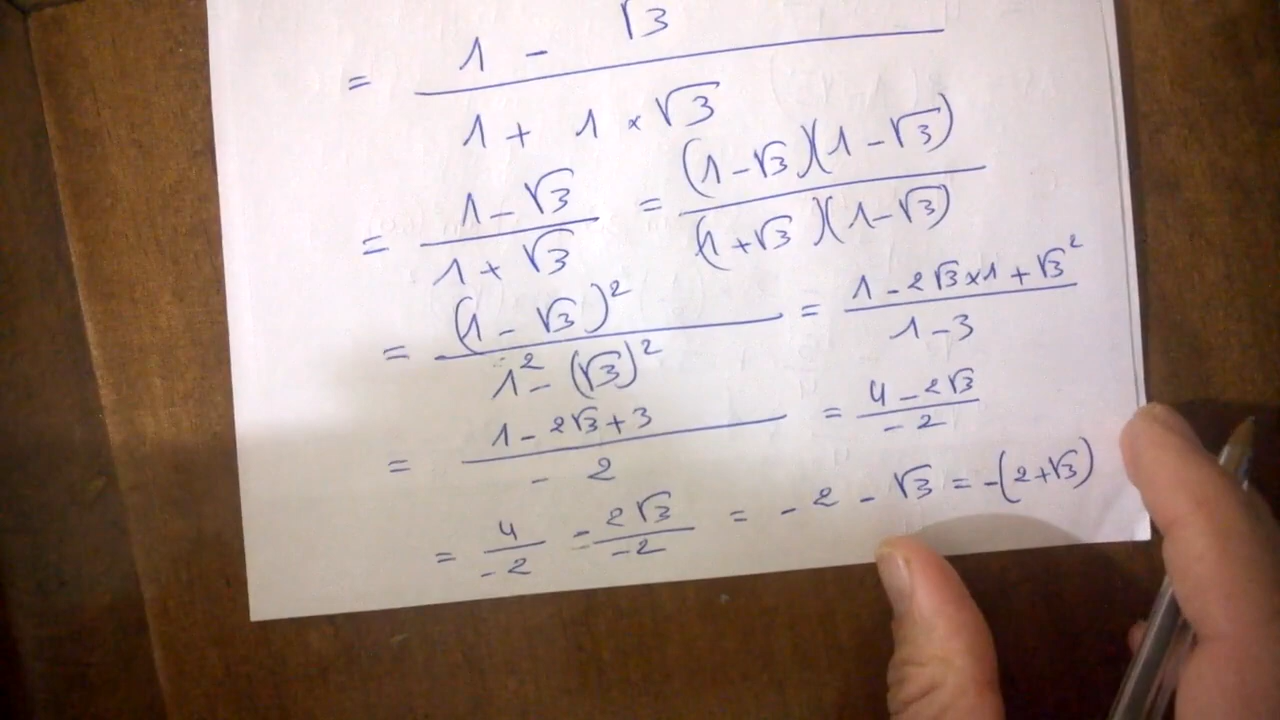 = (1 - √3) / (1 + 1 × √3)
= (1 - √3) / (1 + √3) = ((1 - √3)(1 - √3)) / ((1 + √3)(1 - √3))
= (1 - √3)² / (1² - (√3)²) = (1 - 2√3×1 + √3²) / (1 - 3)
= (1 - 2√3 + 3) / (- 2) = (4 - 2√3) / (- 2)
= 4 / (- 2) - 2√3 / (-2) = - 2 - √3 = -(2+√3)